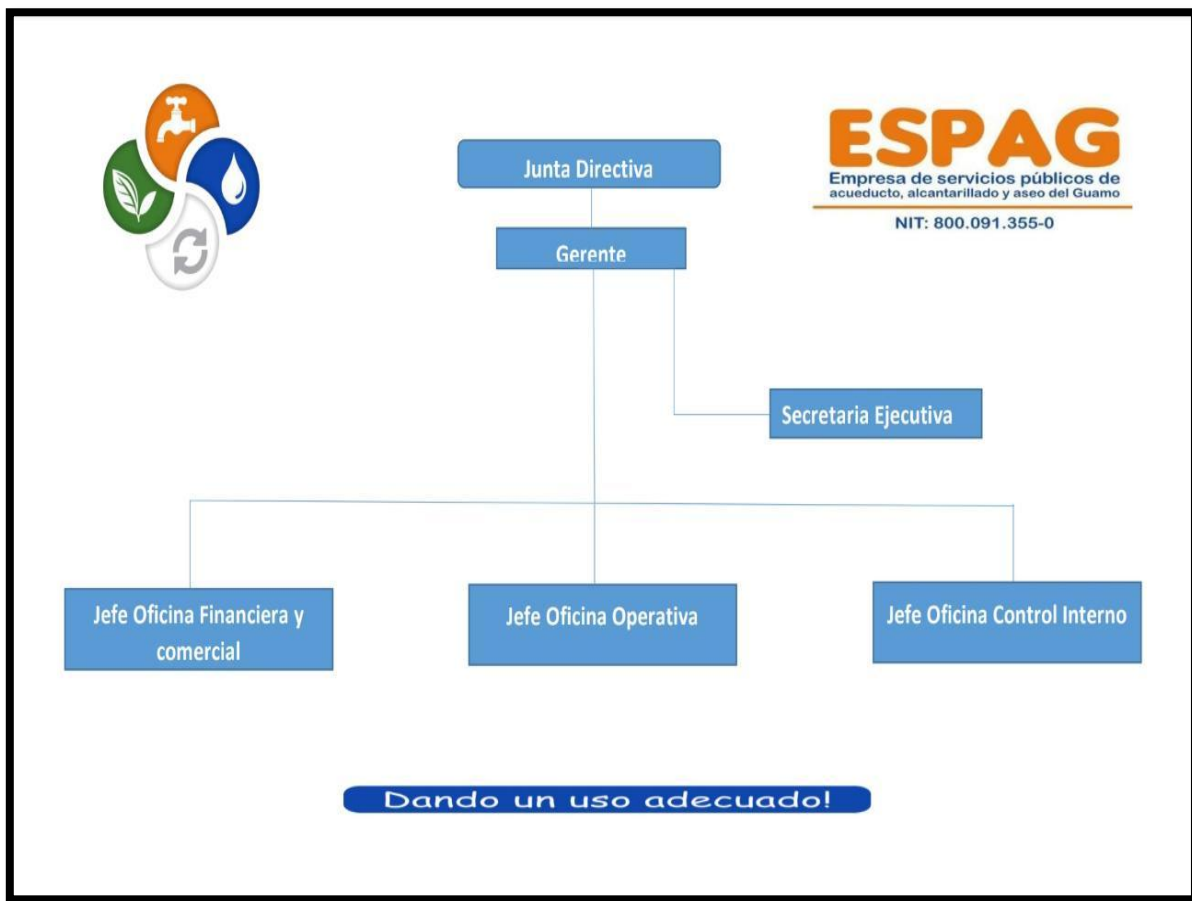 Junta Directiva
ESPAG
Empresa de servicios públicos de
acueducto, alcantarillado y aseo del Guamo
NIT: 800.091.355-0
Gerente
Secretaria Ejecutiva
Jefe Oficina Financiera y
comercial
Jefe Oficina Operativa
Jefe Oficina Control Interno
Dando un uso adecuado!